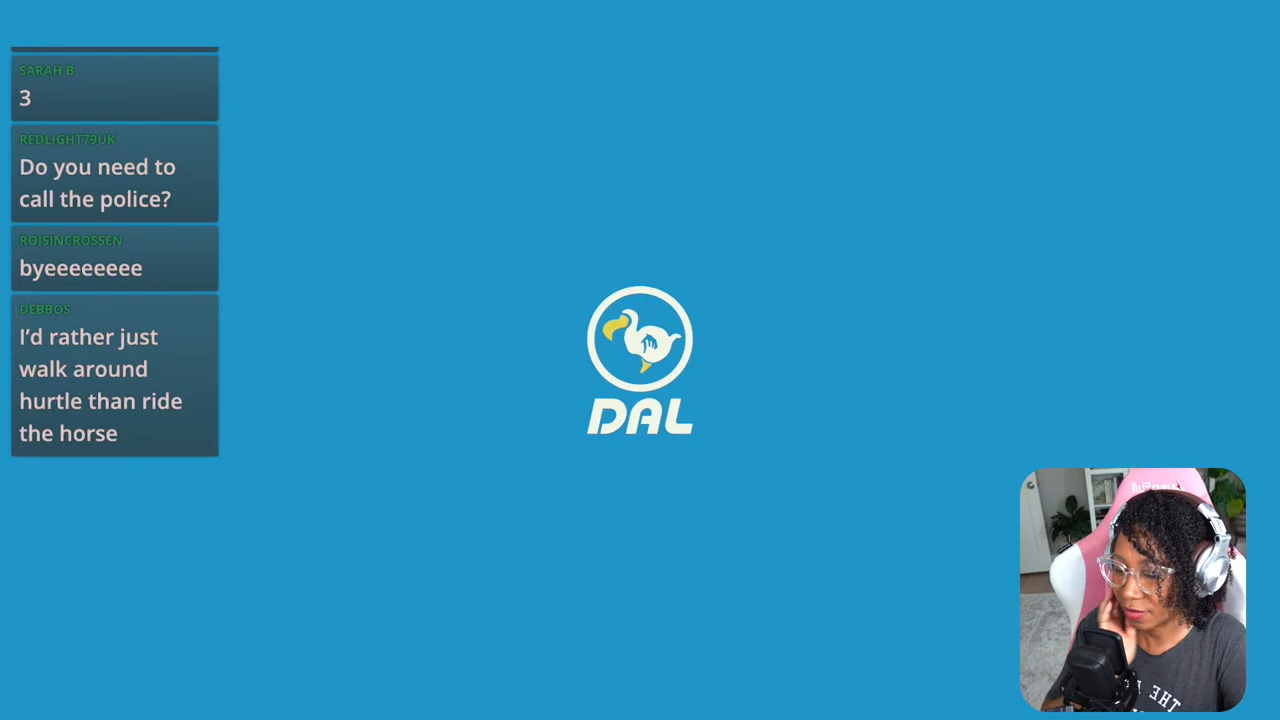 SARAH B
3
REDLIGHT79UK
Do you need to
call the police?
ROISINCROSSEN
byeeeeeeee
DEBBOS
I'd rather just
walk around
hurtle than ride
the horse
DAL
THE